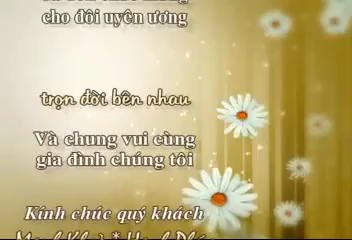 cho đôi uyên ương
trọn đời bên nhau
Và chung vui cùng
gia đình chúng tôi
Kính chúc quý khách